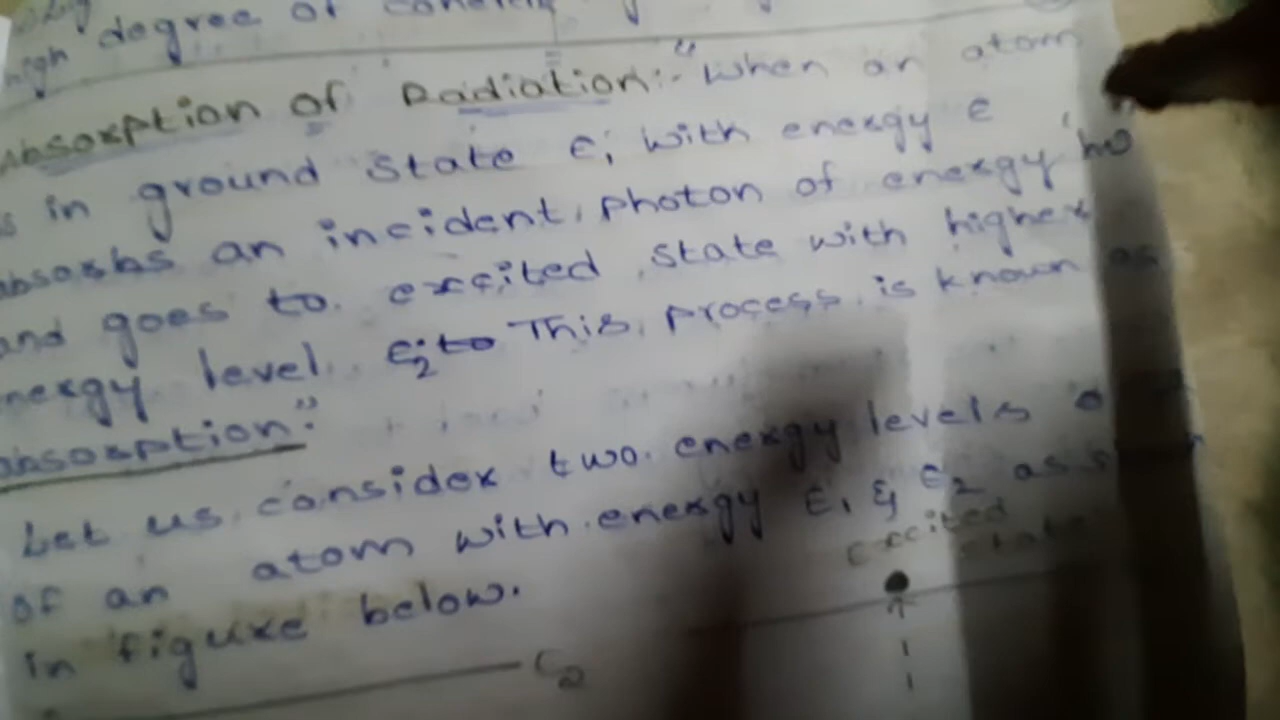 high degree of
Absorption of Radiation:- "When an atom
is in ground state E1 with energy E
absorbs an incident photon of energy hν
and goes to excited state with higher
energy level E2 to This process is known as
absorption."
Let us consider two energy levels
of an atom with energy E1 & E2 as
in figure below.
excited
state
E2